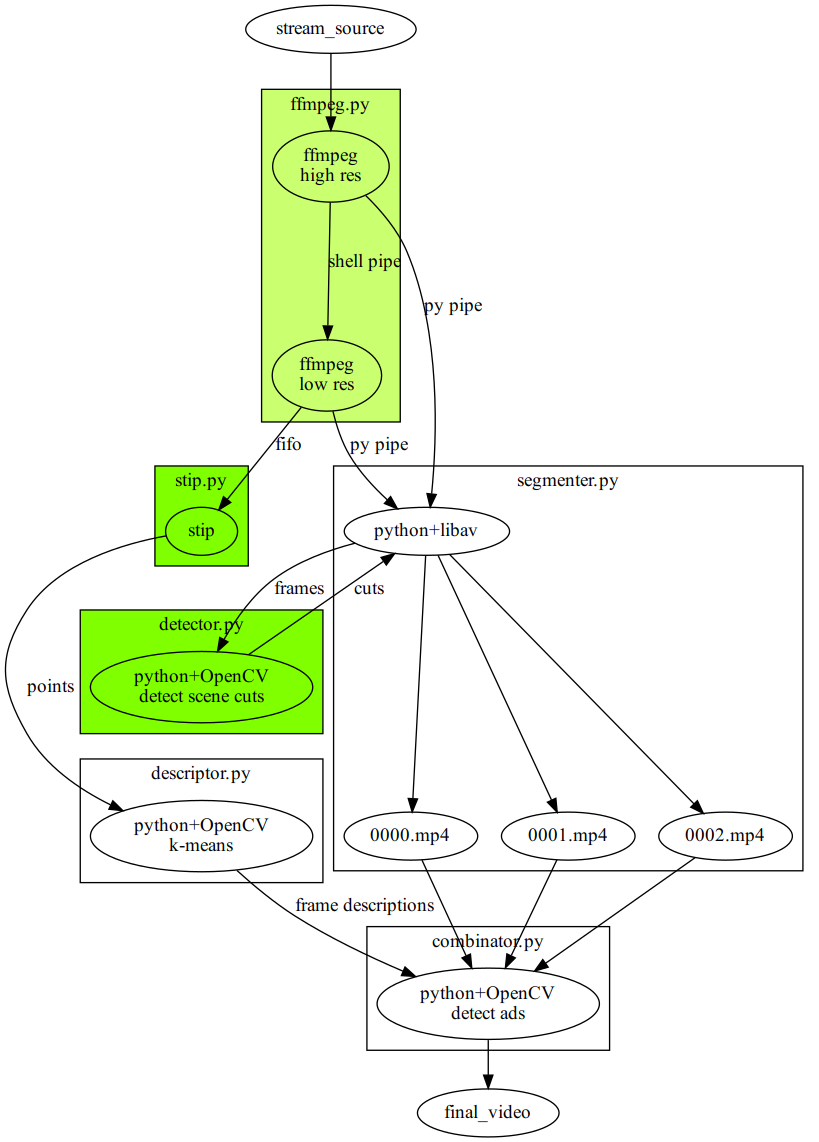 stream_source
ffmpeg.py
ffmpeg
high res
shell pipe
py pipe
ffmpeg
low res
fifo
py pipe
stip.py
segmenter.py
stip
python+libav
frames
cuts
detector.py
python+OpenCV
detect scene cuts
points
descriptor.py
python+OpenCV
k-means
0000.mp4
0001.mp4
0002.mp4
frame descriptions
combinator.py
python+OpenCV
detect ads
final_video